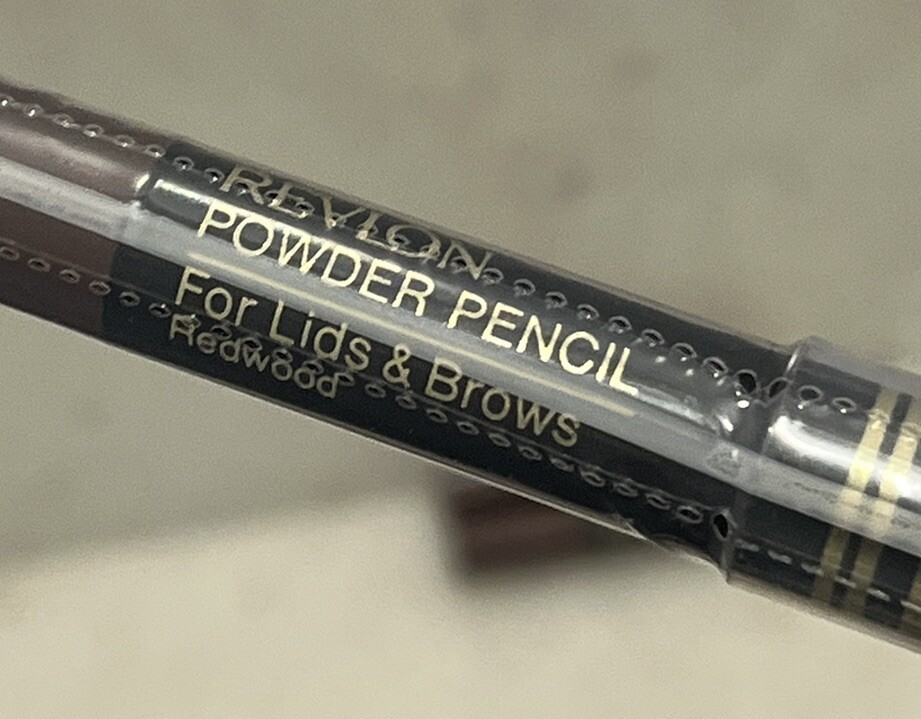 REVLON
POWDER PENCIL
For Lids & Brows
Redwood